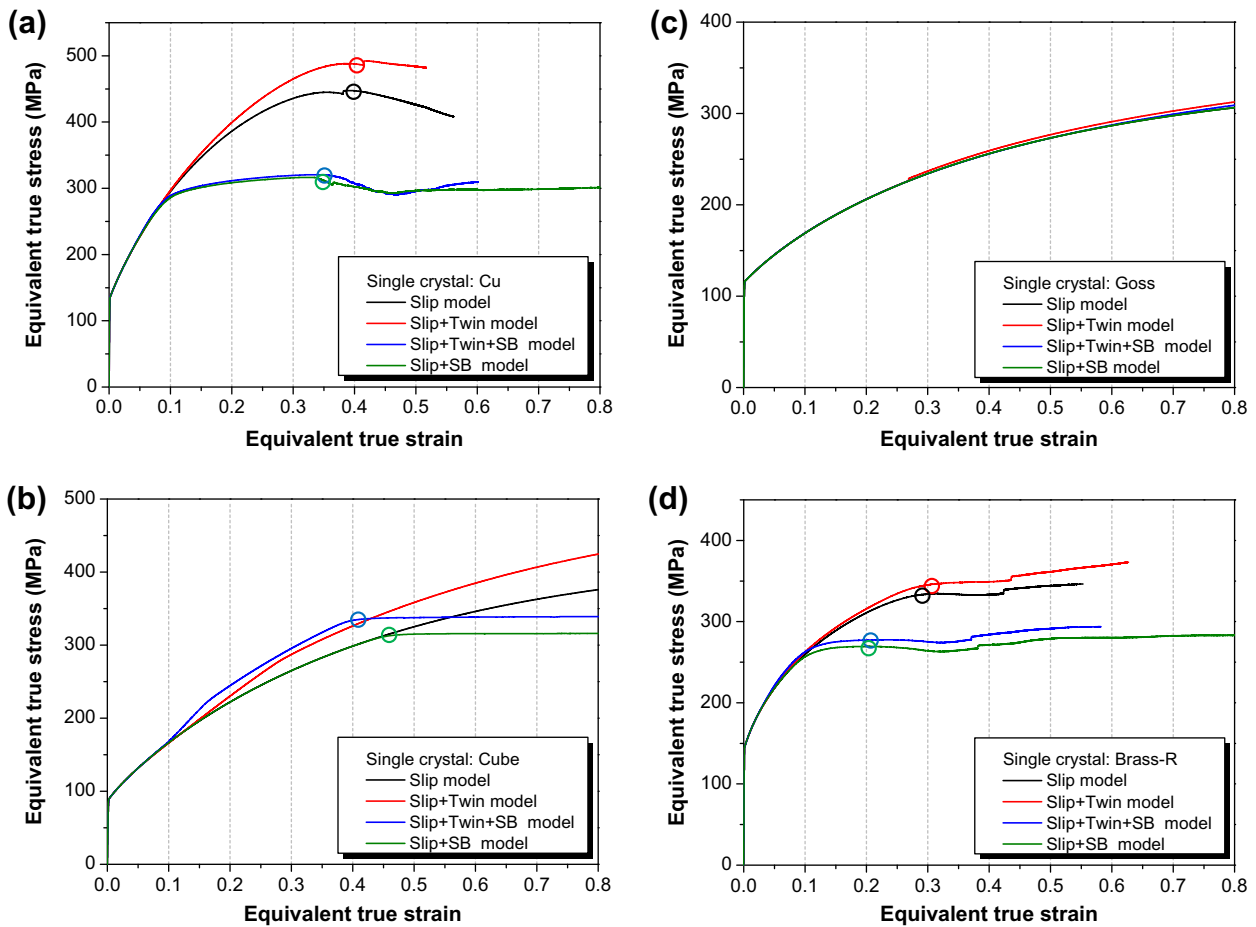 (a)
Equivalent true stress (MPa)
500
400
300
200
100
0
Single crystal: Cu
Slip model
Slip+Twin model
Slip+Twin+SB model
Slip+SB model
0.0 0.1 0.2 0.3 0.4 0.5 0.6 0.7 0.8
Equivalent true strain
(c)
Equivalent true stress (MPa)
400
300
200
100
0
Single crystal: Goss
Slip model
Slip+Twin model
Slip+Twin+SB model
Slip+SB model
0.0 0.1 0.2 0.3 0.4 0.5 0.6 0.7 0.8
Equivalent true strain
(b)
Equivalent true stress (MPa)
500
400
300
200
100
0
Single crystal: Cube
Slip model
Slip+Twin model
Slip+Twin+SB model
Slip+SB model
0.0 0.1 0.2 0.3 0.4 0.5 0.6 0.7 0.8
Equivalent true strain
(d)
Equivalent true stress (MPa)
400
300
200
100
0
Single crystal: Brass-R
Slip model
Slip+Twin model
Slip+Twin+SB model
Slip+SB model
0.0 0.1 0.2 0.3 0.4 0.5 0.6 0.7 0.8
Equivalent true strain